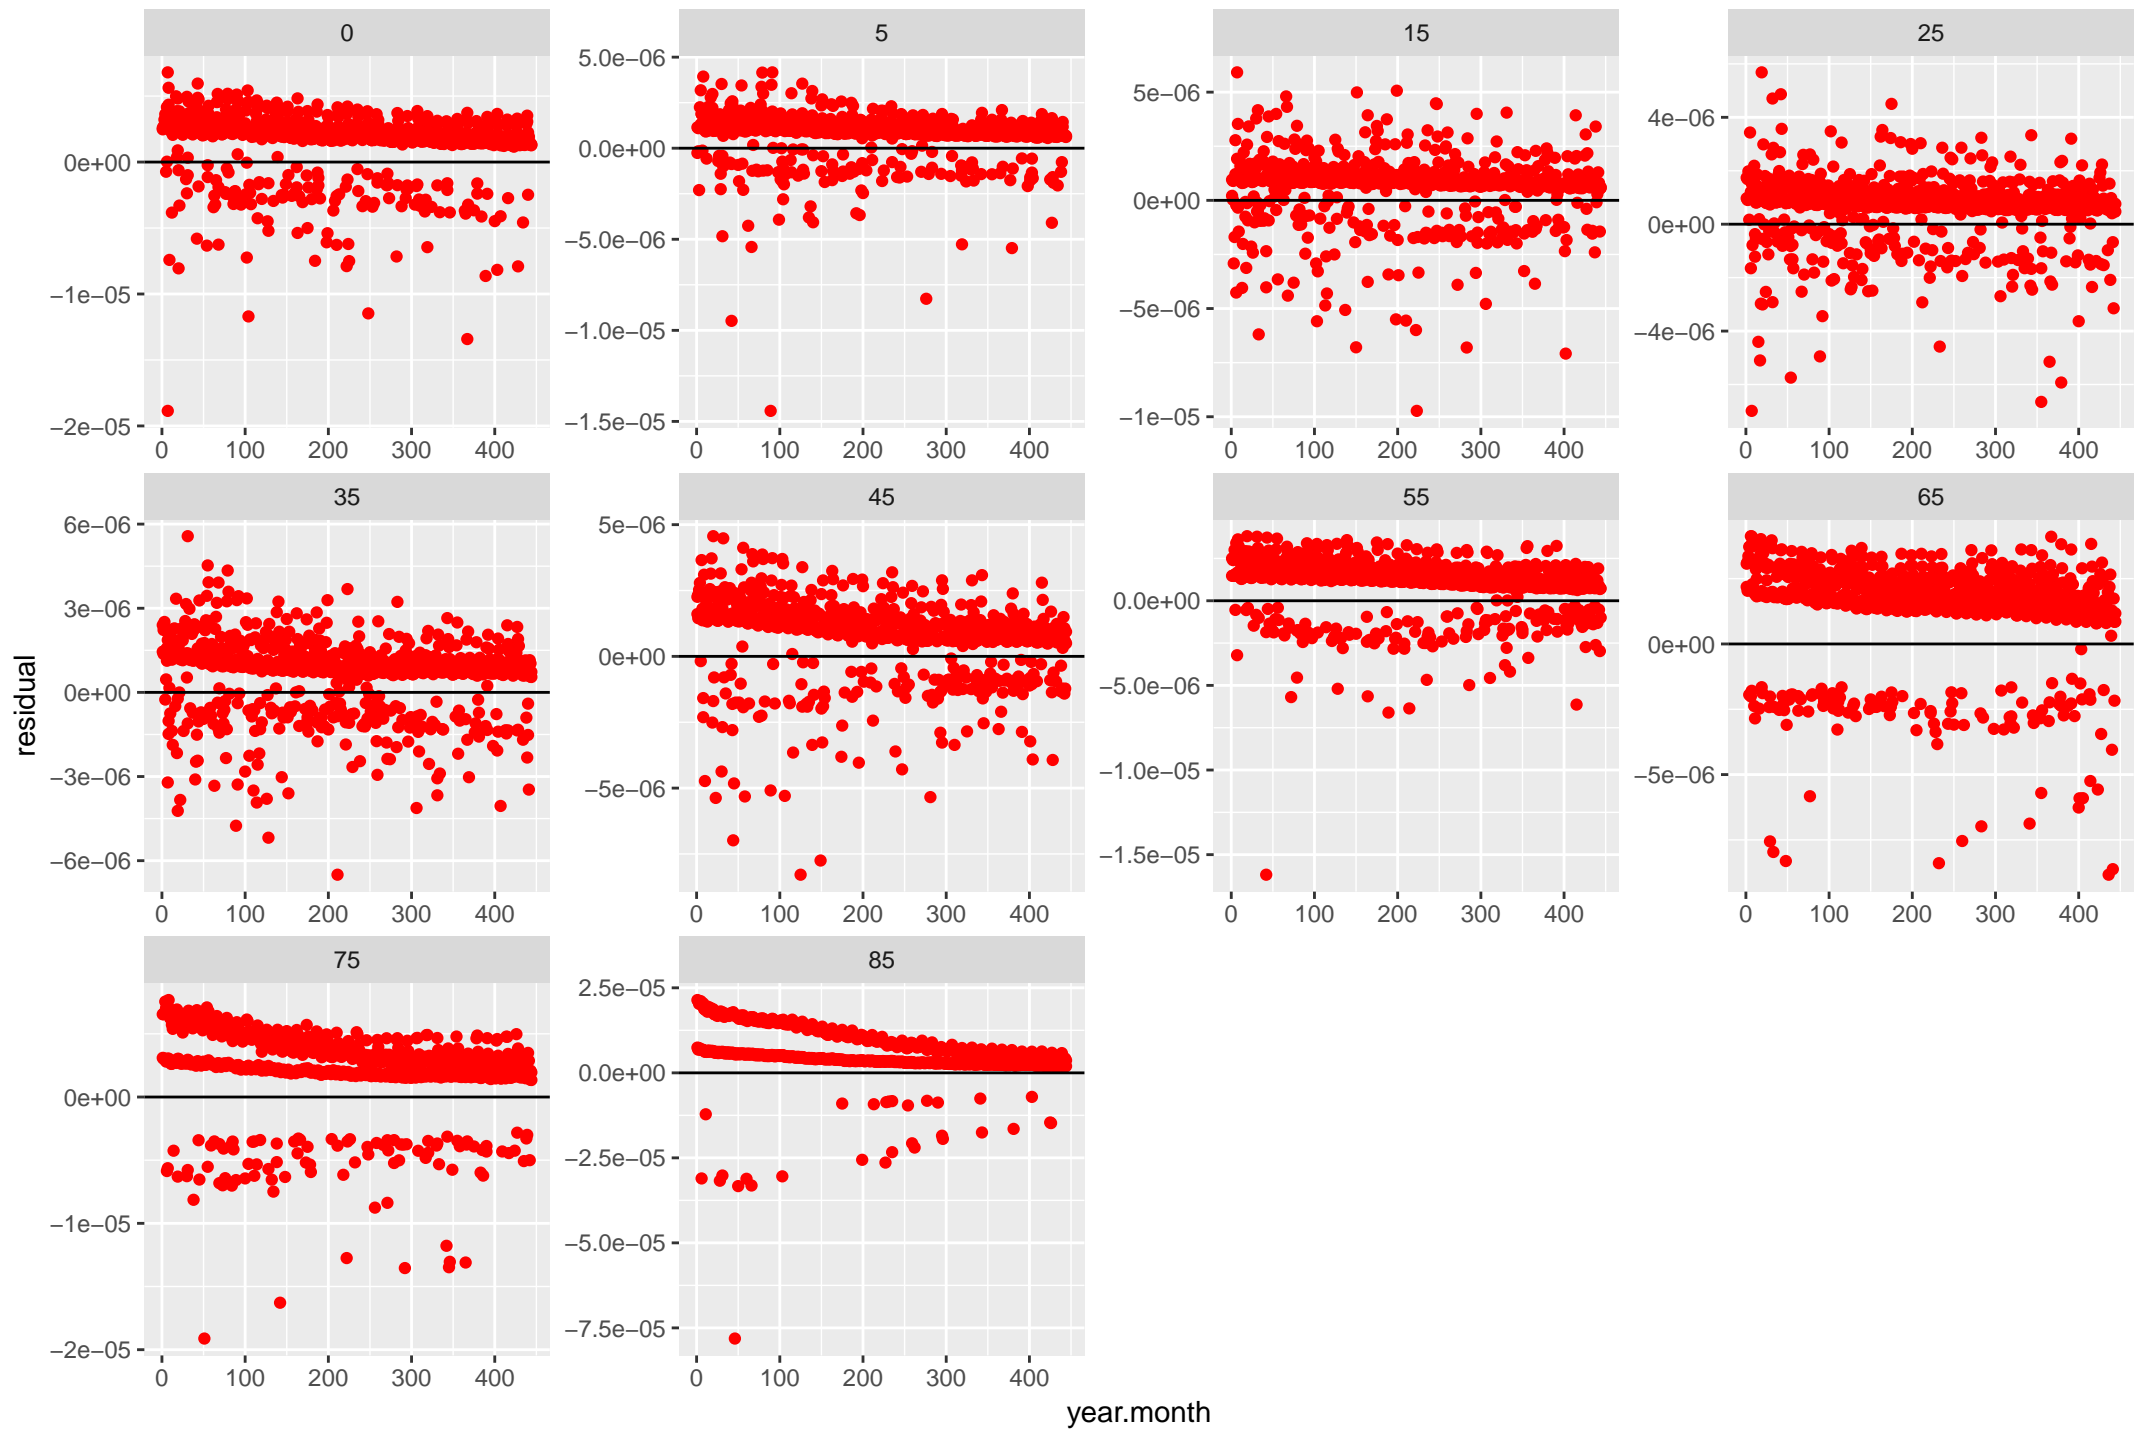 0 5 15 25
0e+00
−1e−05
−2e−05
5.0e−06
0.0e+00
−5.0e−06
−1.0e−05
−1.5e−05
5e−06
0e+00
−5e−06
−1e−05
4e−06
0e+00
−4e−06
0 100 200 300 400 0 100 200 300 400 0 100 200 300 400 0 100 200 300 400
35 45 55 65
6e−06
3e−06
0e+00
−3e−06
−6e−06
5e−06
0e+00
−5e−06
0.0e+00
−5.0e−06
−1.0e−05
−1.5e−05
0e+00
−5e−06
0 100 200 300 400 0 100 200 300 400 0 100 200 300 400 0 100 200 300 400
75 85
0e+00
−1e−05
−2e−05
2.5e−05
0.0e+00
−2.5e−05
−5.0e−05
−7.5e−05
0 100 200 300 400 0 100 200 300 400
residual
year.month